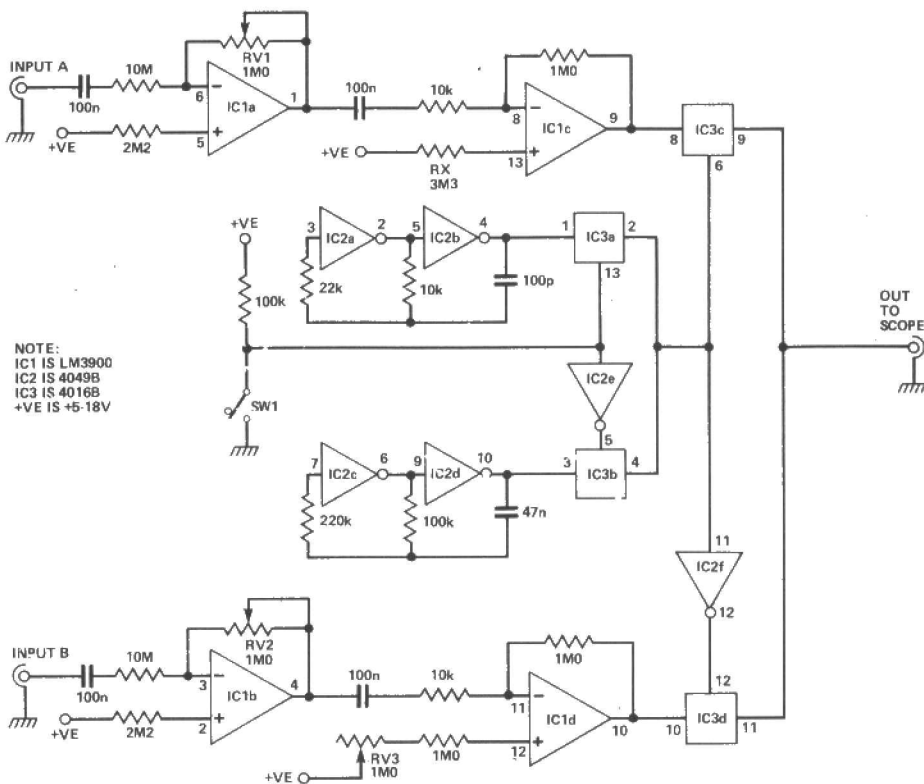 INPUT A
100n
10M
RV1
1M0
6
−
IC1a
1
+
5
+VE
2M2
100n
10k
1M0
8
−
IC1c
9
+
13
+VE
RX
3M3
8
IC3c
9
6
+VE
100k
3
IC2a
2
5
IC2b
4
22k
10k
100p
1
IC3a
2
13
OUT
TO
SCOPE
NOTE:
IC1 IS LM3900
IC2 IS 4049B
IC3 IS 4016B
+VE IS +5-18V
SW1
IC2e
5
3
IC3b
4
7
IC2c
6
9
IC2d
10
220k
100k
47n
11
IC2f
12
INPUT B
100n
10M
RV2
1M0
3
−
IC1b
4
+
2
+VE
2M2
100n
10k
1M0
11
−
IC1d
10
+
12
RV3
1M0
1M0
+VE
12
10
IC3d
11